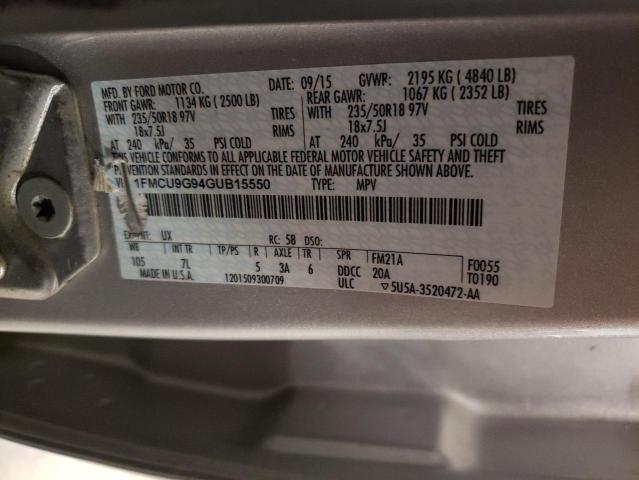 MFD. BY FORD MOTOR CO.
DATE: 09/15 GVWR: 2195 KG ( 4840 LB)
FRONT GAWR: 1134 KG ( 2500 LB) REAR GAWR: 1067 KG ( 2352 LB)
WITH 235/50R18 97V TIRES WITH 235/50R18 97V TIRES
18x7.5J RIMS 18x7.5J RIMS
AT 240 kPa/ 35 PSI COLD AT 240 kPa/ 35 PSI COLD
THIS VEHICLE CONFORMS TO ALL APPLICABLE FEDERAL MOTOR VEHICLE SAFETY AND THEFT
PREVENTION STANDARDS IN EFFECT ON THE DATE OF MANUFACTURE SHOWN ABOVE.
1FMCU9G94GUB15550 TYPE: MPV
EXT PNT: UX RC: 58 DSO:
WB INT TR TP/PS R AXLE TR SPR FM21A F0055
105 7L 5 3A 6 DDCC 20A T0190
MADE IN U.S.A. 1201509300709 ULC ▽5U5A-3520472-AA